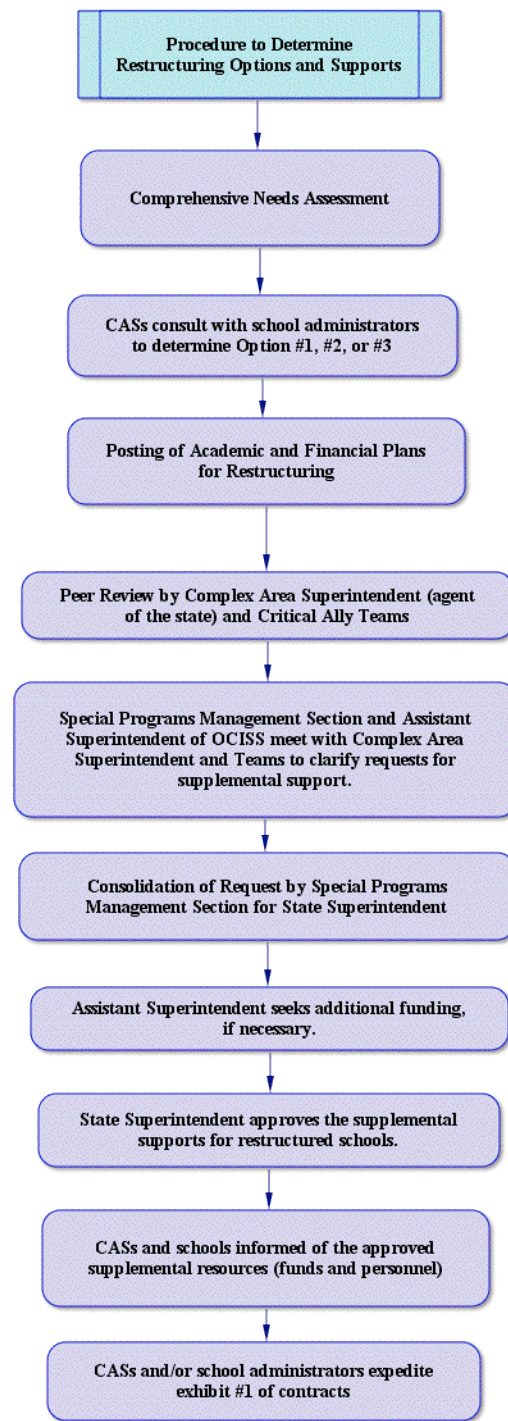 Procedure to Determine
Restructuring Options and Supports
Comprehensive Needs Assessment
CASs consult with school administrators
to determine Option #1, #2, or #3
Posting of Academic and Financial Plans
for Restructuring
Peer Review by Complex Area Superintendent (agent
of the state) and Critical Ally Teams
Special Programs Management Section and Assistant
Superintendent of OCISS meet with Complex Area
Superintendent and Teams to clarify requests for
supplemental support.
Consolidation of Request by Special Programs
Management Section for State Superintendent
Assistant Superintendent seeks additional funding,
if necessary.
State Superintendent approves the supplemental
supports for restructured schools.
CASs and schools informed of the approved
supplemental resources (funds and personnel)
CASs and/or school administrators expedite
exhibit #1 of contracts